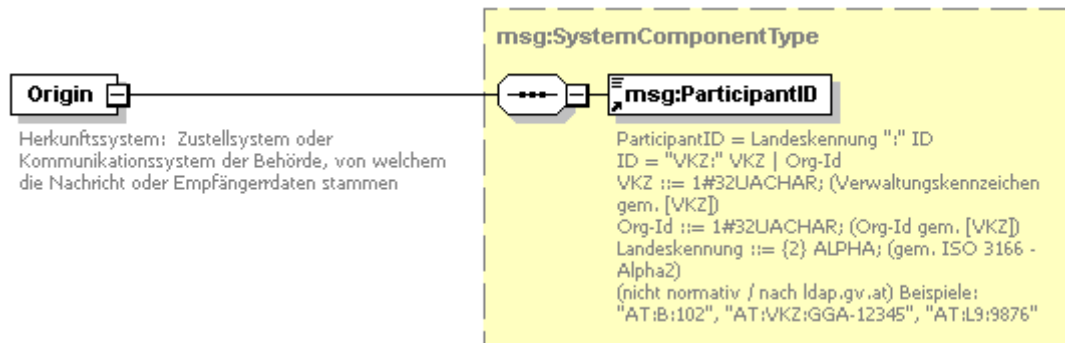 msg:SystemComponentType
Origin
msg:ParticipantID
Herkunftssystem: Zustellsystem oder
Kommunikationssystem der Behörde, von welchem
die Nachricht oder Empfängerrdaten stammen
ParticipantID = Landeskennung ":" ID
ID = "VKZ:" VKZ | Org-Id
VKZ ::= 1#32UACHAR; (Verwaltungskennzeichen
gem. [VKZ])
Org-Id ::= 1#32UACHAR; (Org-Id gem. [VKZ])
Landeskennung ::= {2} ALPHA; (gem. ISO 3166 -
Alpha2)
(nicht normativ / nach ldap.gv.at) Beispiele:
"AT:B:102", "AT:VKZ:GGA-12345", "AT:L9:9876"